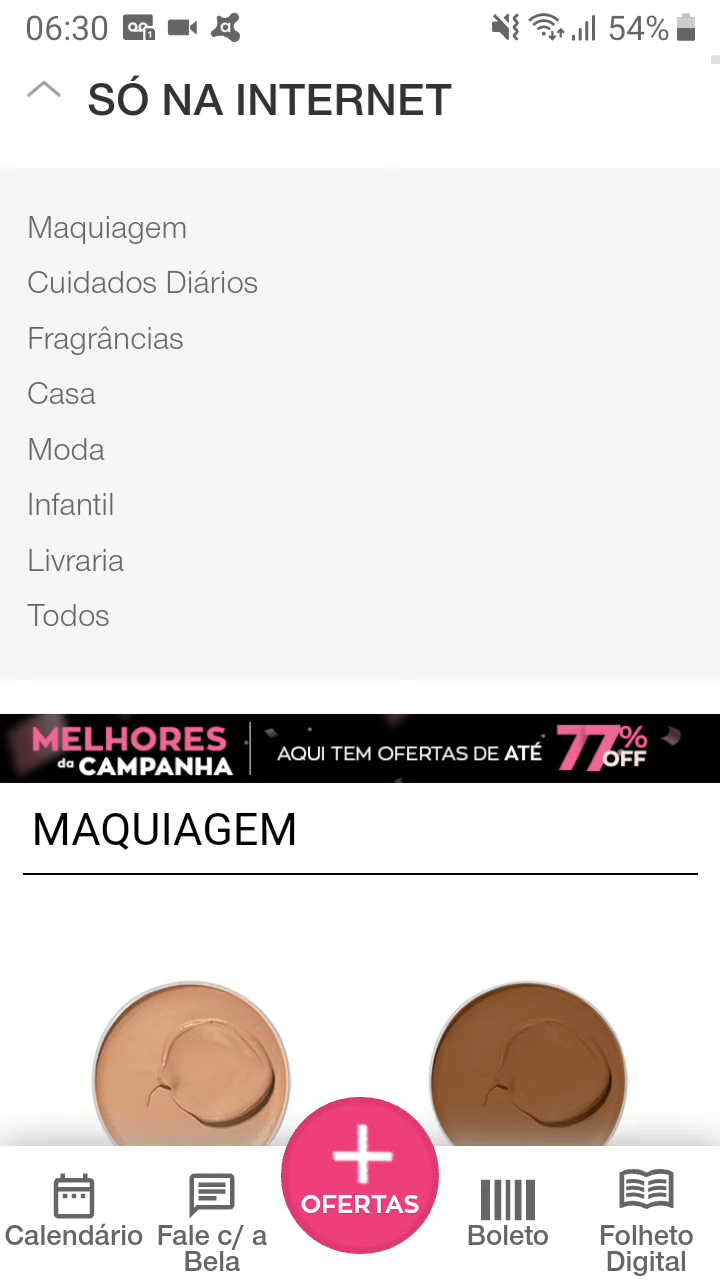 06:30 54%
SÓ NA INTERNET
Maquiagem
Cuidados Diários
Fragrâncias
Casa
Moda
Infantil
Livraria
Todos
MELHORES
da CAMPANHA
AQUI TEM OFERTAS DE ATÉ
77% OFF
MAQUIAGEM
Calendário
Fale c/ a
Bela
+
OFERTAS
Boleto
Folheto
Digital